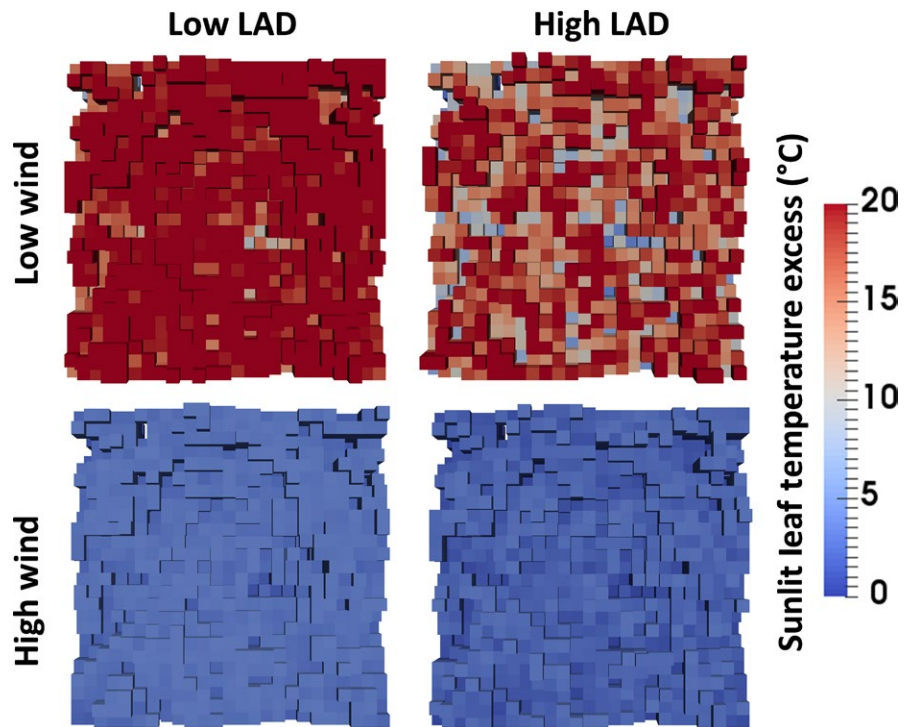 Low LAD
High LAD
Low wind
High wind
Sunlit leaf temperature excess (°C)
20
15
10
5
0